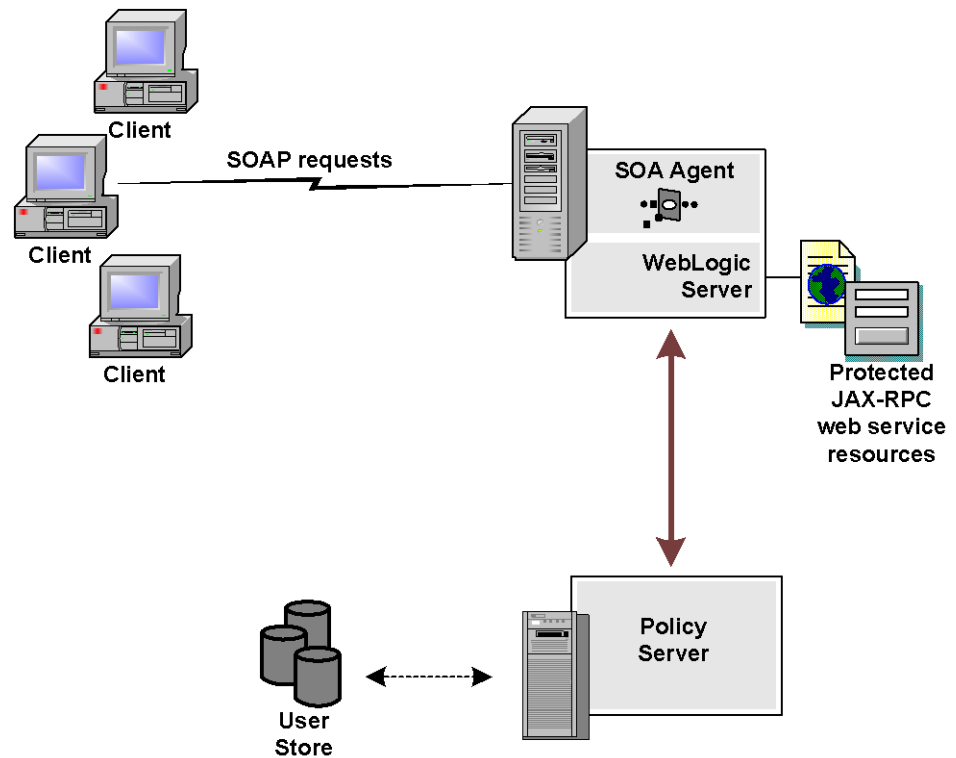 Client
SOAP requests
Client
Client
SOA Agent
WebLogic
Server
Protected
JAX-RPC
web service
resources
Policy
Server
User
Store